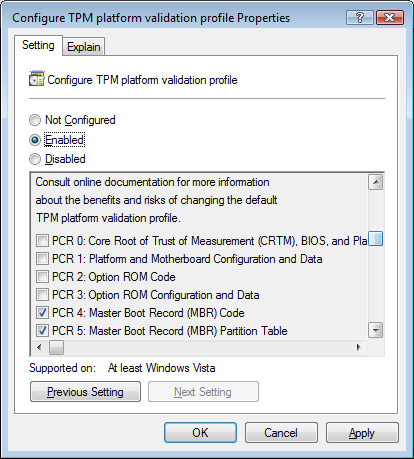 Configure TPM platform validation profile Properties
Setting
Explain
Configure TPM platform validation profile
Not Configured
Enabled
Disabled
Consult online documentation for more information
about the benefits and risks of changing the default
TPM platform validation profile.
PCR 0: Core Root of Trust of Measurement (CRTM), BIOS, and Pla
PCR 1: Platform and Motherboard Configuration and Data
PCR 2: Option ROM Code
PCR 3: Option ROM Configuration and Data
PCR 4: Master Boot Record (MBR) Code
PCR 5: Master Boot Record (MBR) Partition Table
Supported on: At least Windows Vista
Previous Setting
Next Setting
OK
Cancel
Apply